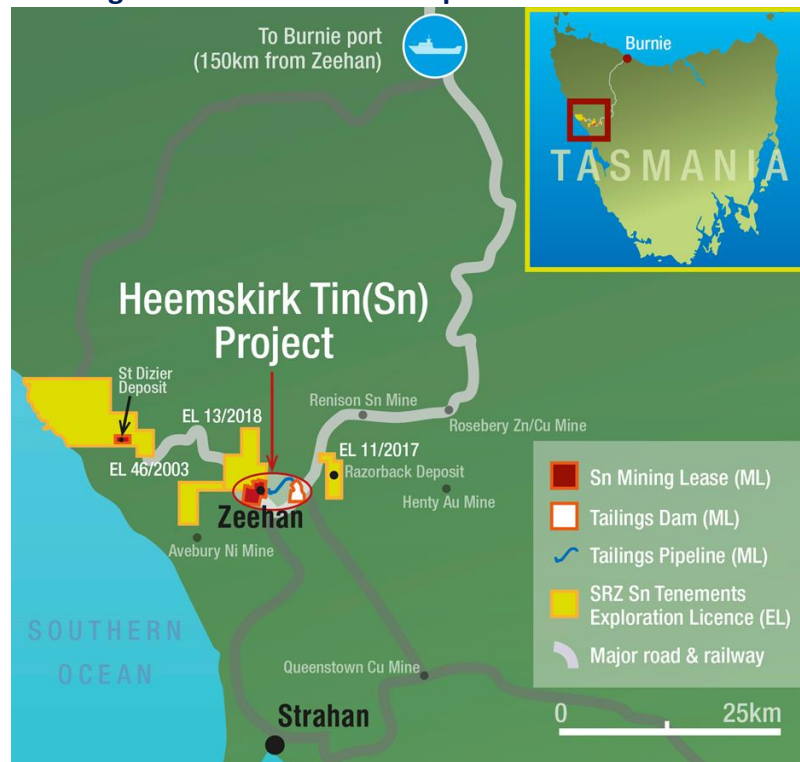 To Burnie port
(150km from Zeehan)
Burnie
TASMANIA
Heemskirk Tin(Sn)
Project
St Dizier
Deposit
EL 13/2018
Renison Sn Mine
Rosebery Zn/Cu Mine
EL 46/2003
EL 11/2017
Razorback Deposit
Henty Au Mine
Zeehan
Avebury Ni Mine
Sn Mining Lease (ML)
Tailings Dam (ML)
Tailings Pipeline (ML)
SRZ Sn Tenements
Exploration Licence (EL)
Major road & railway
SOUTHERN
OCEAN
Queenstown Cu Mine
Strahan
0 25km